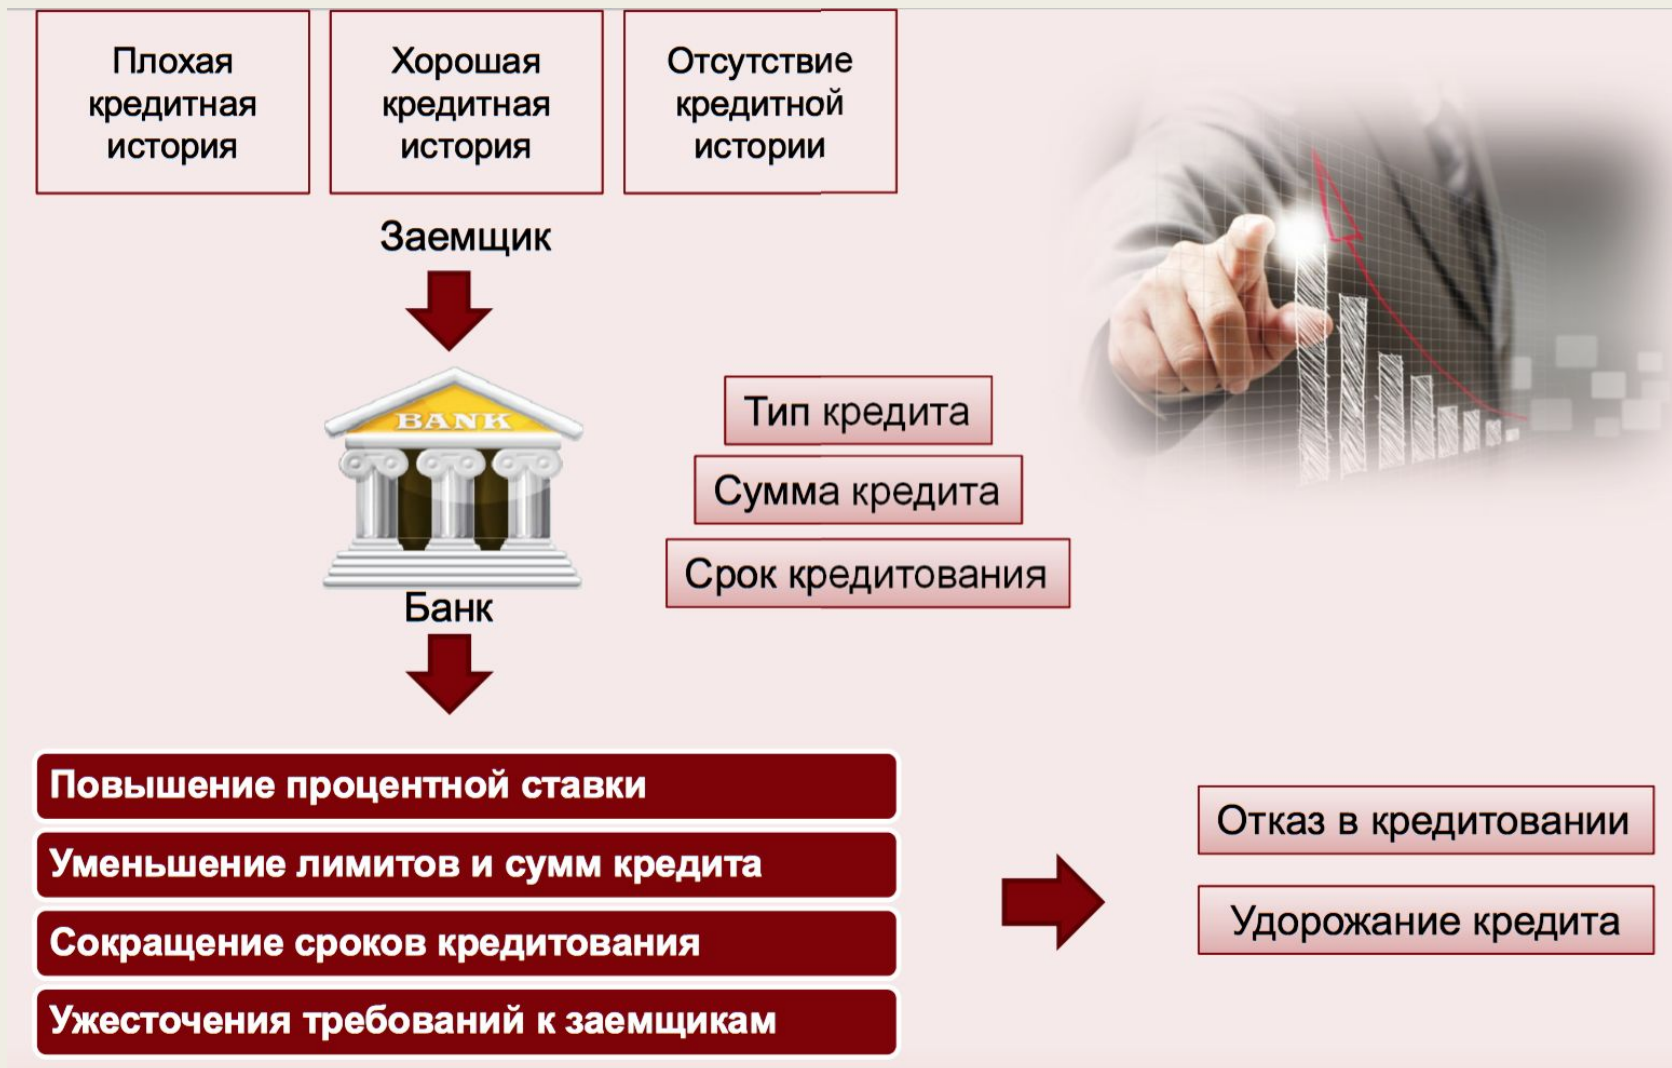 Плохая
кредитная
история
Хорошая
кредитная
история
Отсутствие
кредитной
истории
Заемщик
BANK
Банк
Тип кредита
Сумма кредита
Срок кредитования
Повышение процентной ставки
Уменьшение лимитов и сумм кредита
Сокращение сроков кредитования
Ужесточения требований к заемщикам
Отказ в кредитовании
Удорожание кредита